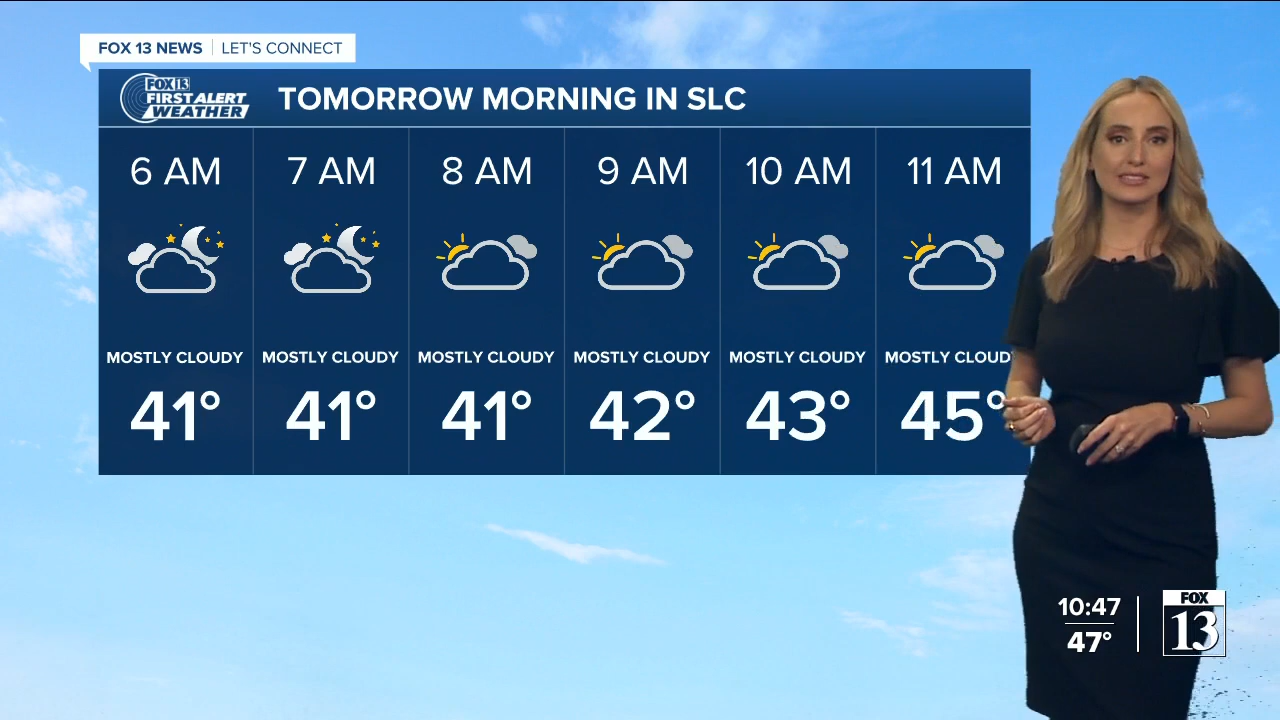 FOX 13 NEWS | LET'S CONNECT
FOX 13
FIRST ALERT
WEATHER
TOMORROW MORNING IN SLC
6 AM 7 AM 8 AM 9 AM 10 AM 11 AM
MOSTLY CLOUDY MOSTLY CLOUDY MOSTLY CLOUDY MOSTLY CLOUDY MOSTLY CLOUDY MOSTLY CLOUD
41° 41° 41° 42° 43° 45°
10:47
47°
FOX
13